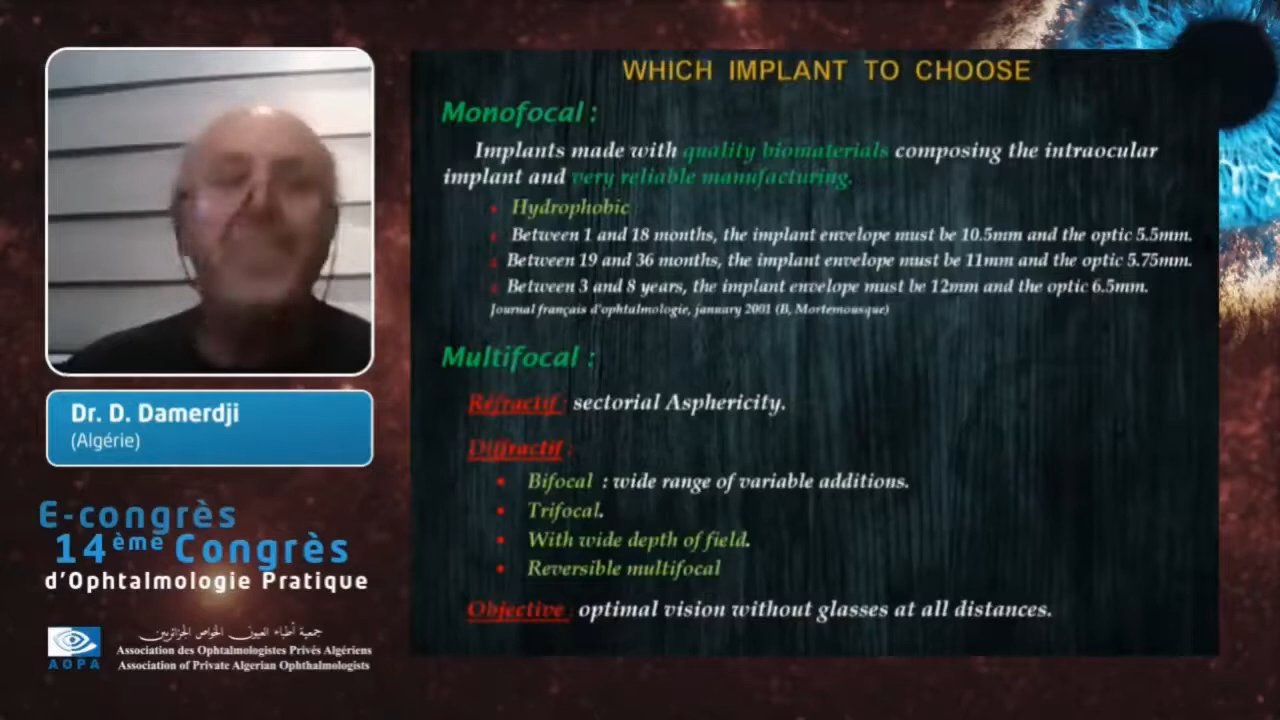 WHICH IMPLANT TO CHOOSE
Monofocal :
Implants made with quality biomaterials composing the intraocular
implant and very reliable manufacturing.
Hydrophobic
Between 1 and 18 months, the implant envelope must be 10.5mm and the optic 5.5mm.
Between 19 and 36 months, the implant envelope must be 11mm and the optic 5.75mm.
Between 3 and 8 years, the implant envelope must be 12mm and the optic 6.5mm.
Journal français d'ophtalmologie, january 2001 (B, Mortemousque)
Multifocal :
Réfractif : sectorial Asphericity.
Diffractif :
Bifocal : wide range of variable additions.
Trifocal.
With wide depth of field.
Reversible multifocal
Objective : optimal vision without glasses at all distances.
Dr. D. Damerdji
(Algérie)
E-congrès
14ème Congrès
d'Ophtalmologie Pratique
جمعية أطباء العيون الخواص الجزائريين
Association des Ophtalmologistes Privés Algériens
Association of Private Algerian Ophthalmologists
AOPA